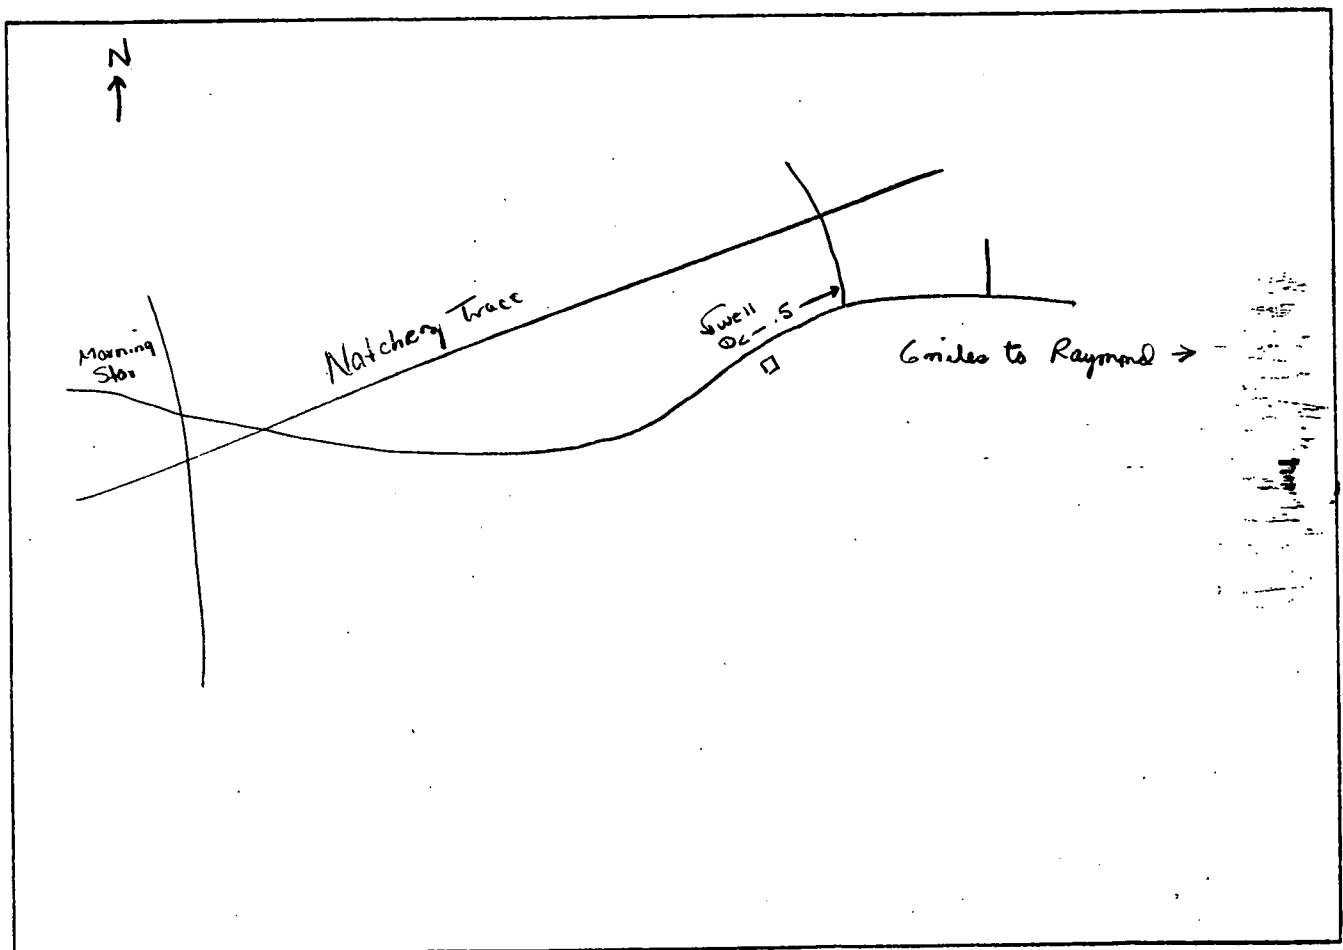 N
Natchez Trace
Morning
Star
well
.5
6 miles to Raymond →